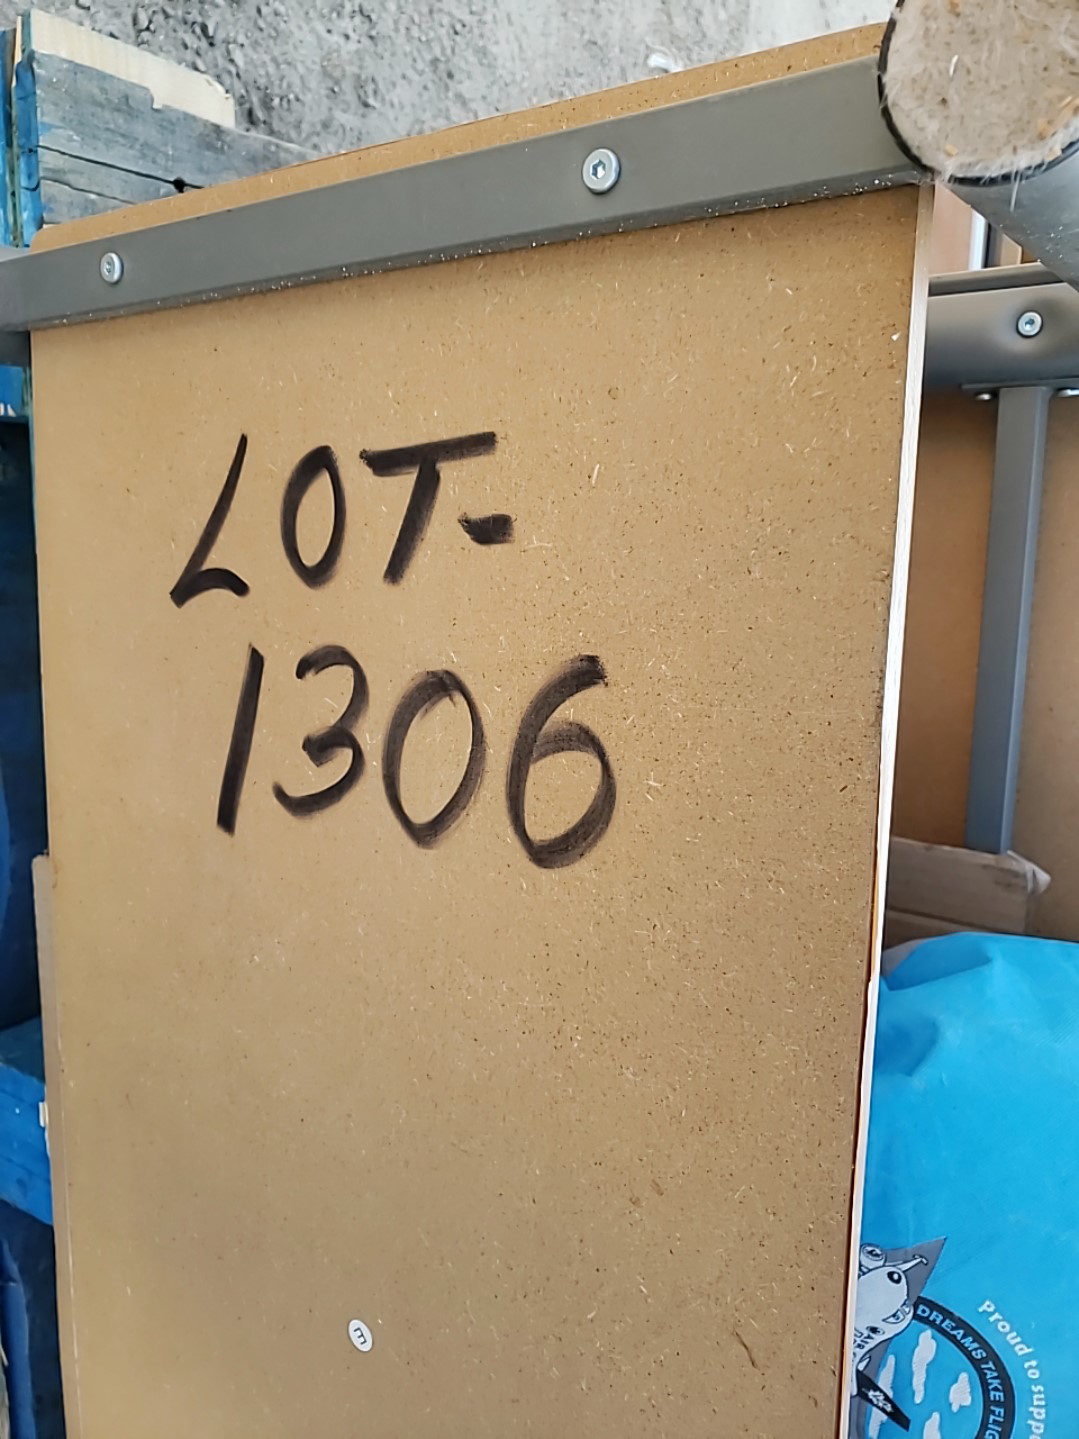 LOT-
1306
E
DREAMS TAKE
Proud to